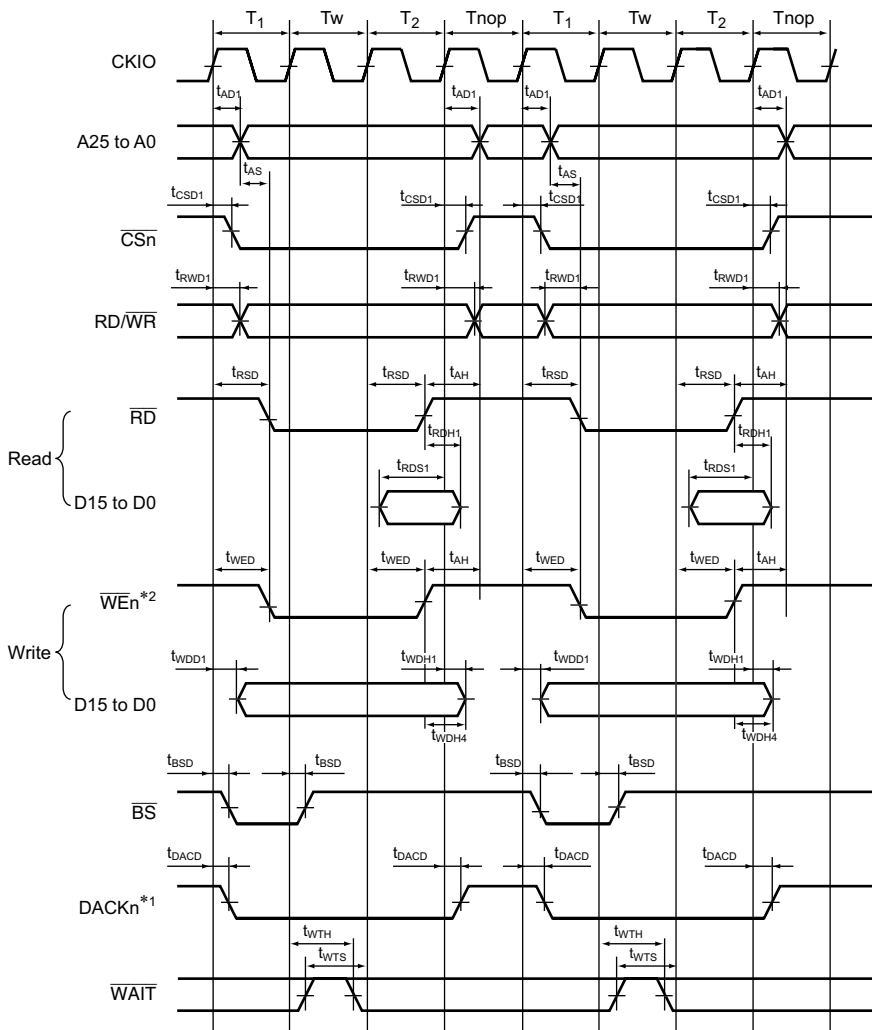 T1 Tw T2 Tnop T1 Tw T2 Tnop
CKIO
tAD1 tAD1 tAD1 tAD1
A25 to A0
tAS tAS
tCSD1 tCSD1 tCSD1 tCSD1
CSn
tRWD1 tRWD1 tRWD1 tRWD1
RD/WR
tRSD tRSD tAH tRSD tRSD tAH
RD
tRDH1 tRDH1
Read
tRDS1 tRDS1
D15 to D0
tWED tWED tAH tWED tWED tAH
WEn*2
Write
tWDD1 tWDH1 tWDD1 tWDH1
D15 to D0
tWDH4 tWDH4
tBSD tBSD tBSD tBSD
BS
tDACD tDACD tDACD tDACD
DACKn*1
tWTH tWTH
tWTS tWTS
WAIT